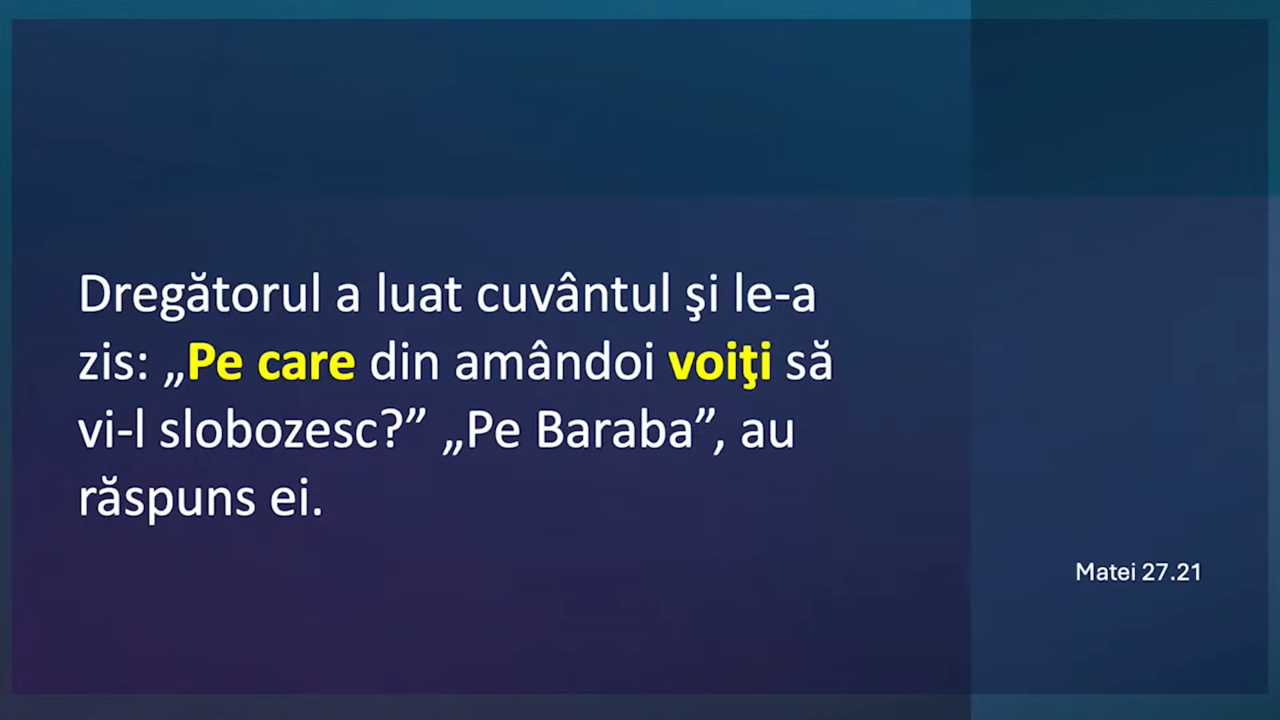 Dregătorul a luat cuvântul şi le-a
zis: „Pe care din amândoi voiţi să
vi-l slobozesc?” „Pe Baraba”, au
răspuns ei.
Matei 27.21